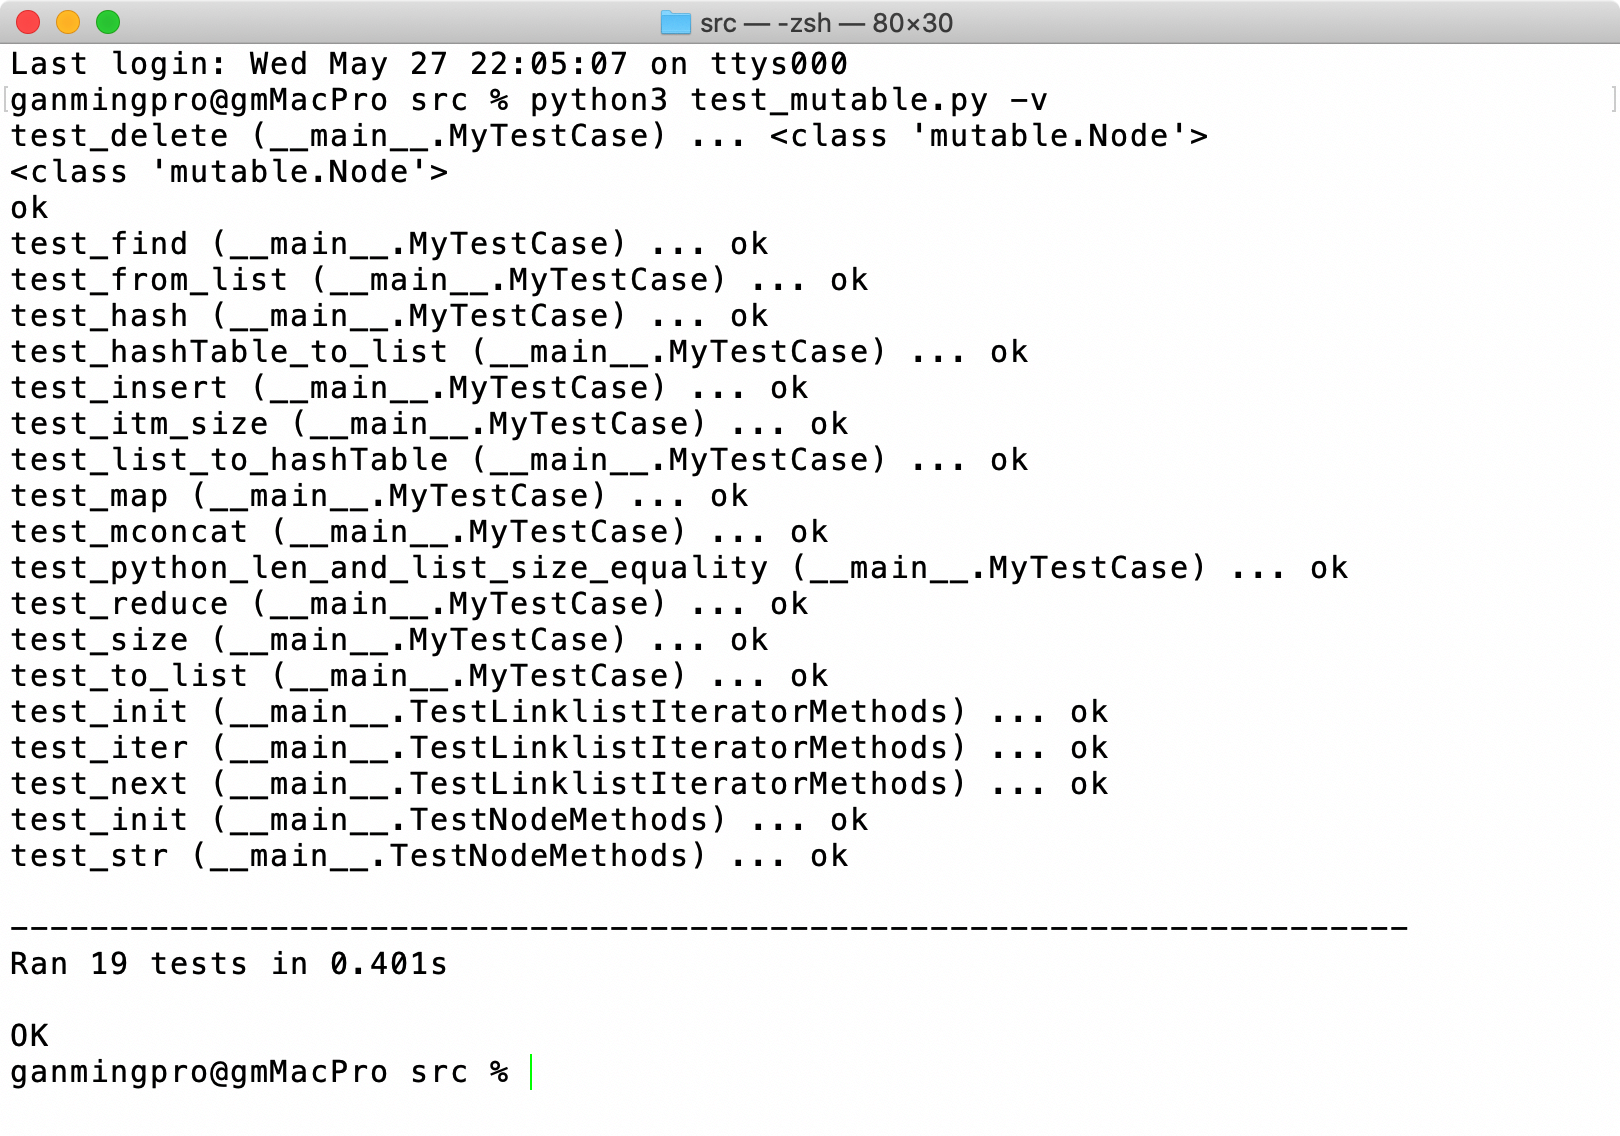 src — -zsh — 80×30
Last login: Wed May 27 22:05:07 on ttys000
[ganmingpro@gmMacPro src % python3 test_mutable.py -v ]
test_delete (__main__.MyTestCase) ... <class 'mutable.Node'>
<class 'mutable.Node'>
ok
test_find (__main__.MyTestCase) ... ok
test_from_list (__main__.MyTestCase) ... ok
test_hash (__main__.MyTestCase) ... ok
test_hashTable_to_list (__main__.MyTestCase) ... ok
test_insert (__main__.MyTestCase) ... ok
test_itm_size (__main__.MyTestCase) ... ok
test_list_to_hashTable (__main__.MyTestCase) ... ok
test_map (__main__.MyTestCase) ... ok
test_mconcat (__main__.MyTestCase) ... ok
test_python_len_and_list_size_equality (__main__.MyTestCase) ... ok
test_reduce (__main__.MyTestCase) ... ok
test_size (__main__.MyTestCase) ... ok
test_to_list (__main__.MyTestCase) ... ok
test_init (__main__.TestLinklistIteratorMethods) ... ok
test_iter (__main__.TestLinklistIteratorMethods) ... ok
test_next (__main__.TestLinklistIteratorMethods) ... ok
test_init (__main__.TestNodeMethods) ... ok
test_str (__main__.TestNodeMethods) ... ok
----------------------------------------------------------------------
Ran 19 tests in 0.401s
OK
ganmingpro@gmMacPro src %